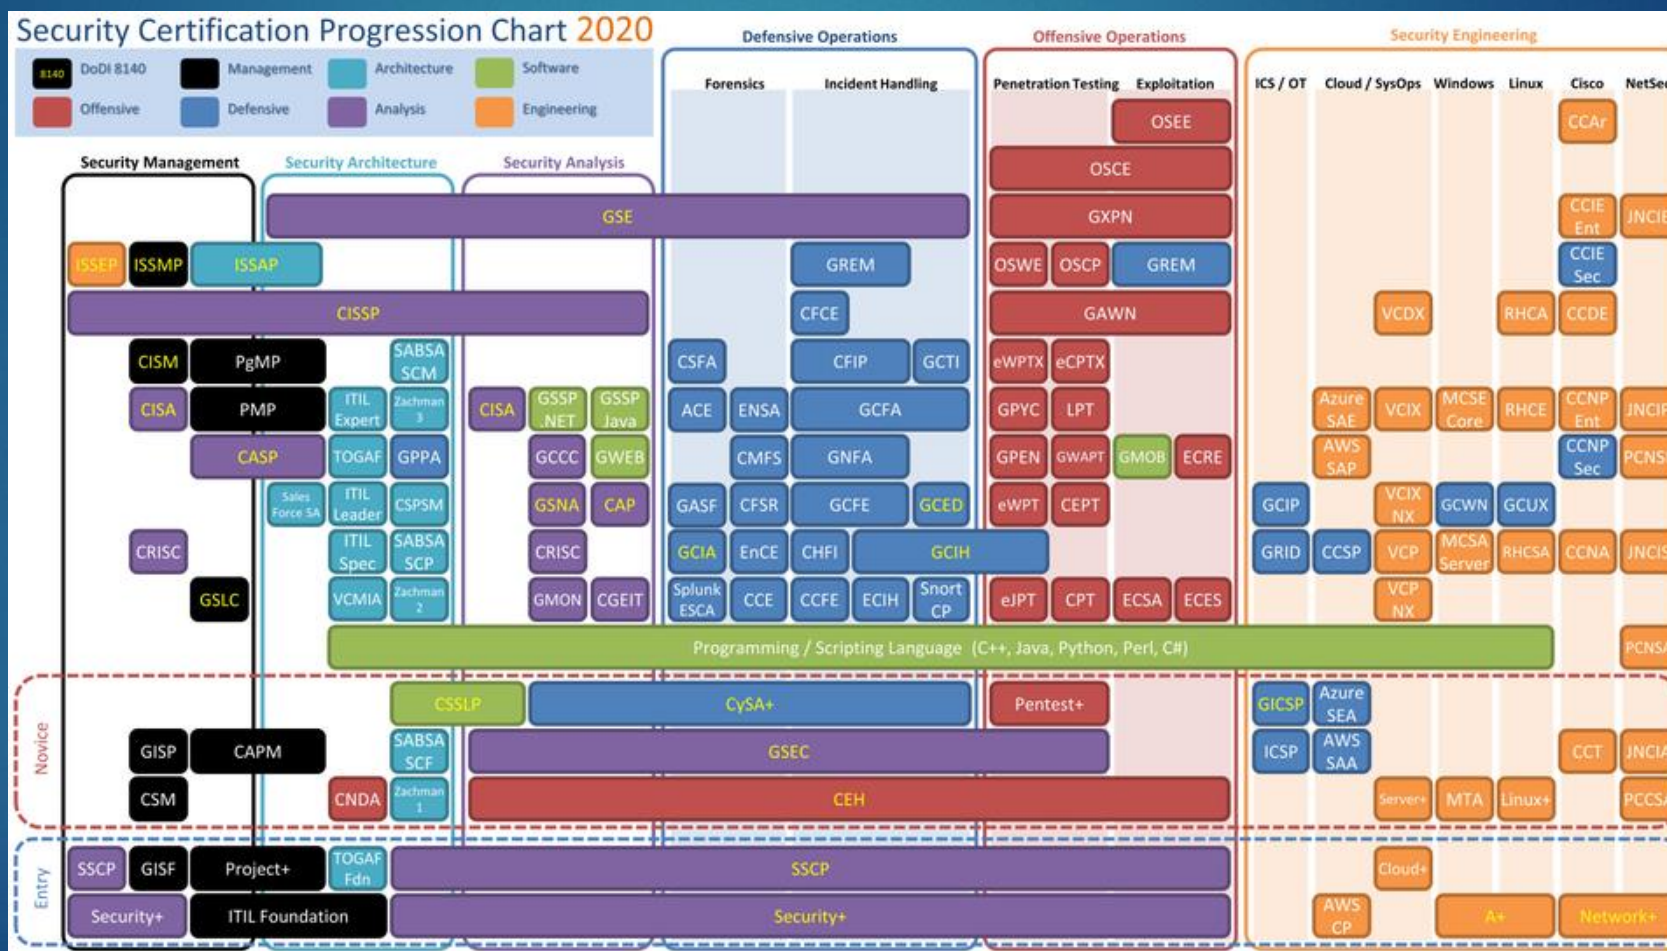 Security Certification Progression Chart 2020
8140 DoDI 8140 Management Architecture Software
Offensive Defensive Analysis Engineering
Defensive Operations Offensive Operations Security Engineering
Forensics Incident Handling Penetration Testing Exploitation ICS / OT Cloud / SysOps Windows Linux Cisco NetSec
Security Management Security Architecture Security Analysis
OSEE CCAr
OSCE
GSE GXPN CCIE Ent JNCIE
ISSEP ISSMP ISSAP GREM OSWE OSCP GREM CCIE Sec
CISSP CFCE GAWN VCDX RHCA CCDE
CISM PgMP SABSA SCM CSFA CFIP GCTI eWPTX eCPTX
CISA PMP ITIL Expert Zachman 3 CISA GSSP .NET GSSP Java ACE ENSA GCFA GPYC LPT Azure SAE VCIX MCSE Core RHCE CCNP Ent JNCIP
CASP TOGAF GPPA GCCC GWEB CMFS GNFA GPEN GWAPT GMOB ECRE AWS SAP CCNP Sec PCNS
Sales Force SA ITIL Leader CSPSM GSNA CAP GASF CFSR GCFE GCED eWPT CEPT GCIP VCIX NX GCWN GCUX
CRISC ITIL Spec SABSA SCP CRISC GCIA EnCE CHFI GCIH GRID CCSP VCP MCSA Server RHCSA CCNA JNCIS
GSLC VCMIA Zachman 2 GMON CGEIT Splunk ESCA CCE CCFE ECIH Snort CP eJPT CPT ECSA ECES VCP NX
Programming / Scripting Language (C++, Java, Python, Perl, C#) PCNSA
Novice
CSSLP CySA+ Pentest+ GICSP Azure SEA
GISP CAPM SABSA SCF GSEC ICSP AWS SAA CCT JNCIA
CSM CNDA Zachman 1 CEH Server+ MTA Linux+ PCCSA
Entry
SSCP GISF Project+ TOGAF Fdn SSCP Cloud+
Security+ ITIL Foundation Security+ AWS CP A+ Network+